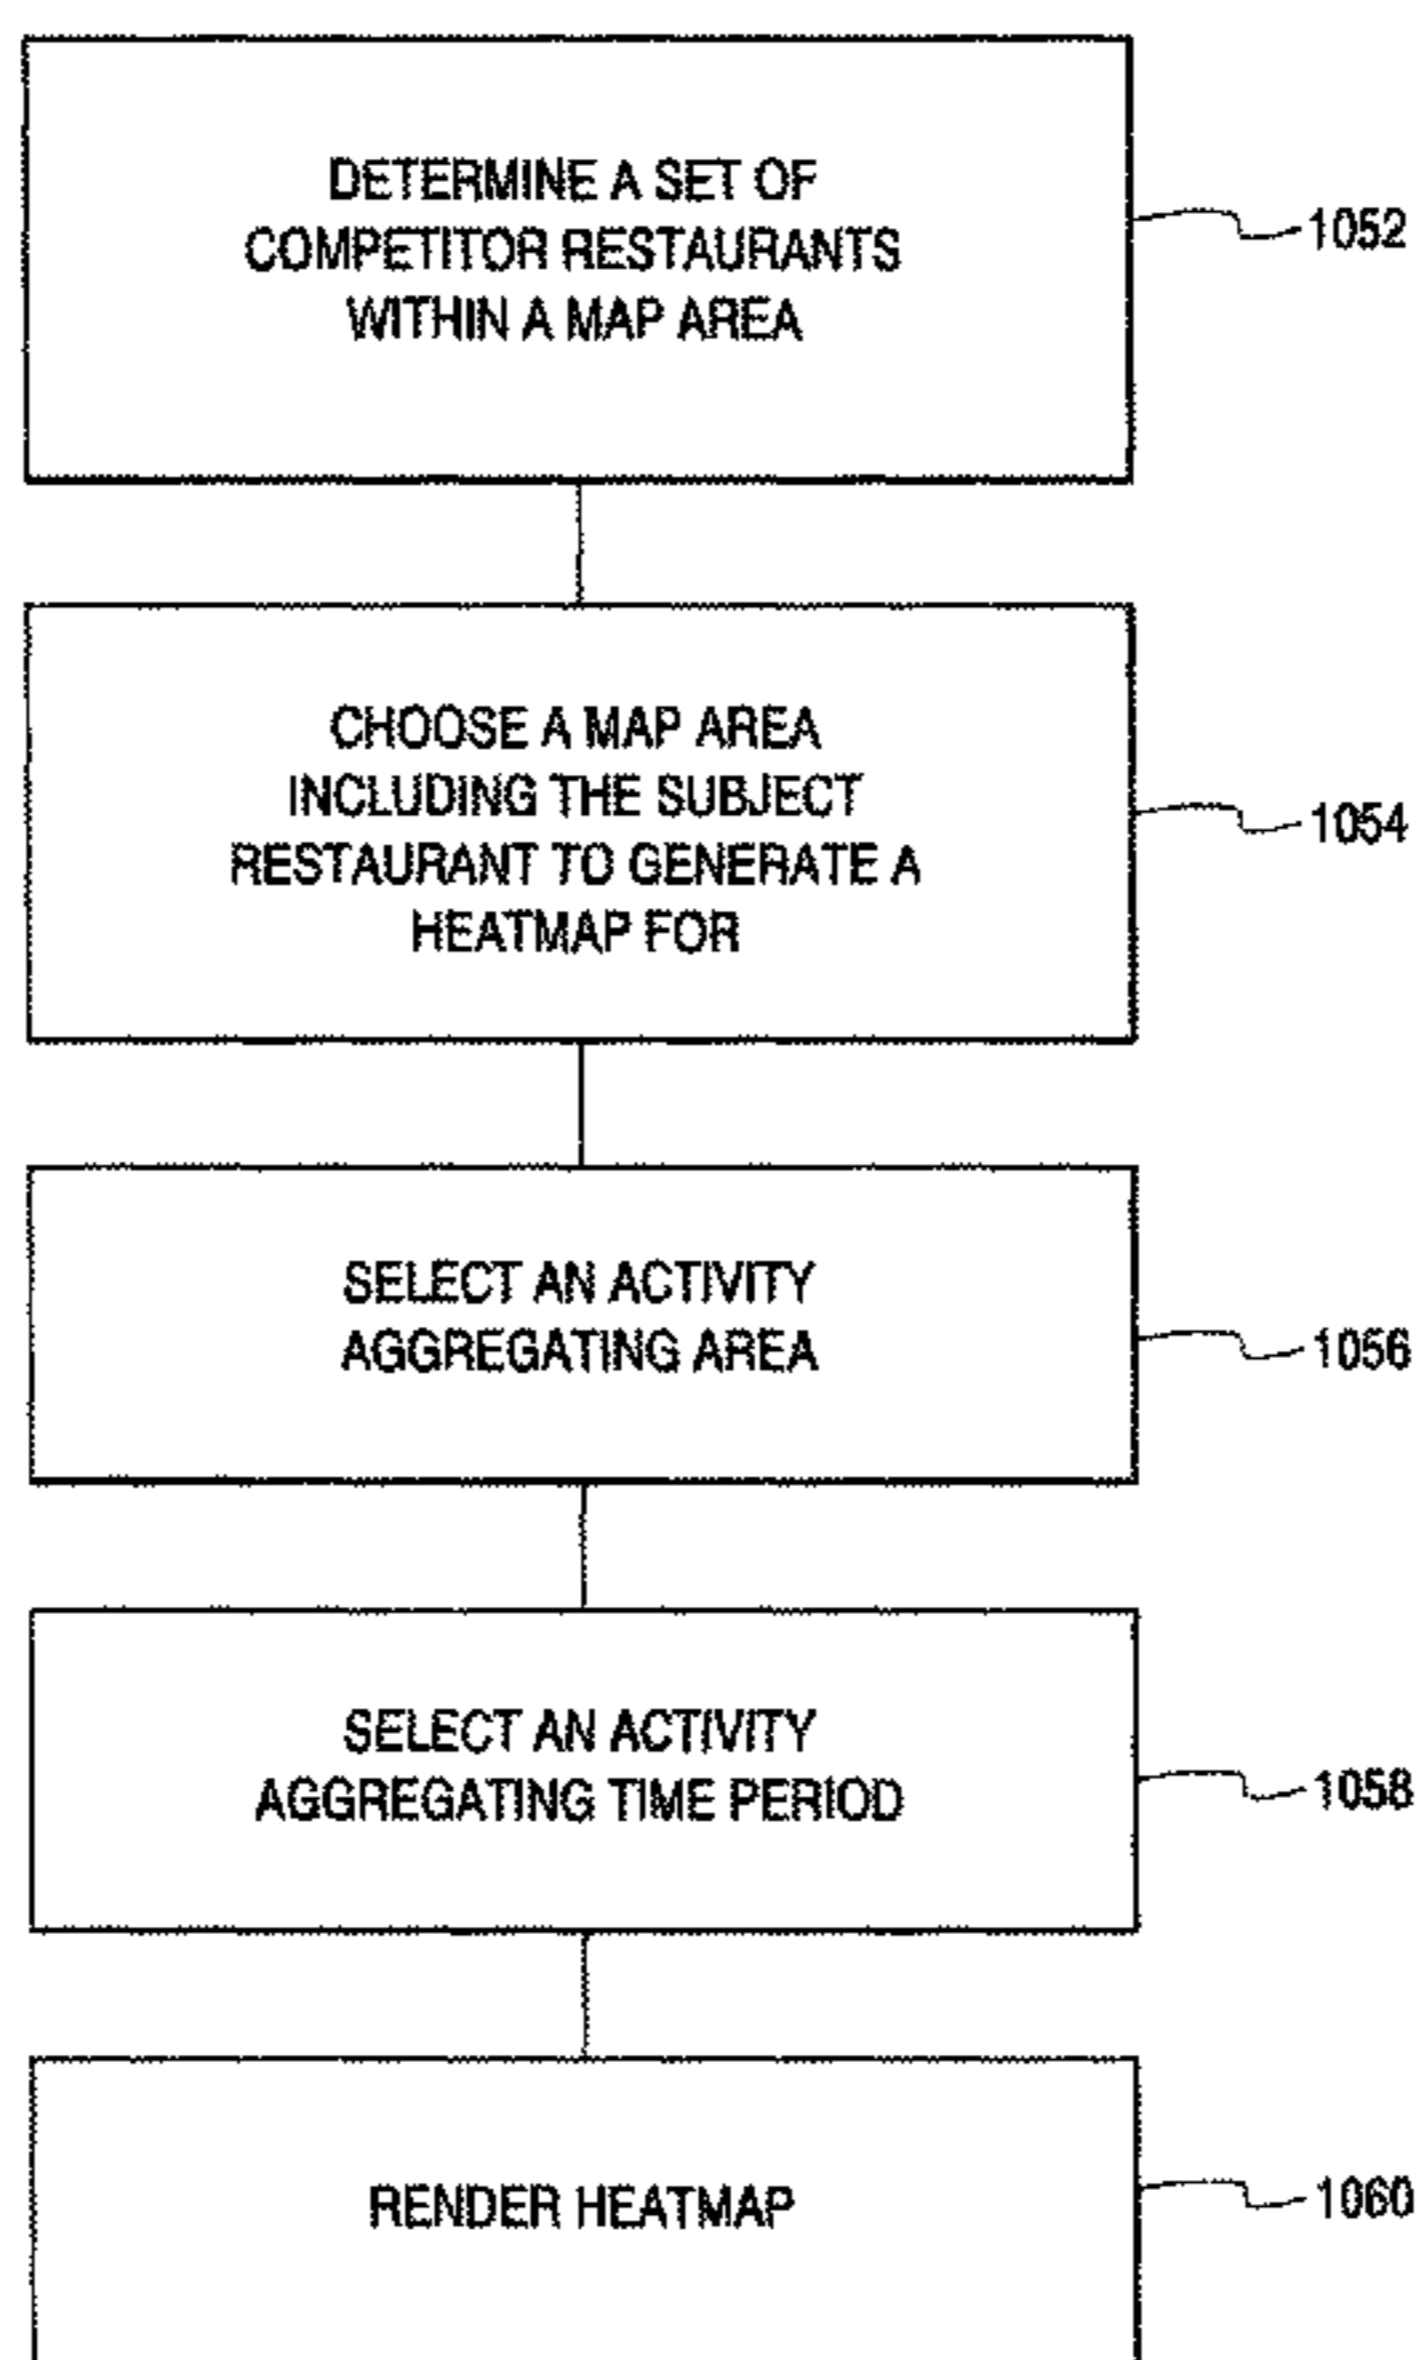 DETERMINE A SET OF
COMPETITOR RESTAURANTS
WITHIN A MAP AREA
1052
CHOOSE A MAP AREA
INCLUDING THE SUBJECT
RESTAURANT TO GENERATE A
HEATMAP FOR
1054
SELECT AN ACTIVITY
AGGREGATING AREA
1056
SELECT AN ACTIVITY
AGGREGATING TIME PERIOD
1058
RENDER HEATMAP
1060